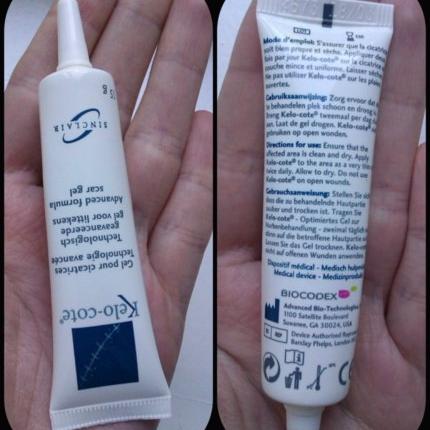 Kelo-cote®
Gel pour cicatrices
Technologie avancée
Technologisch
geavanceerde
gel voor littekens
Advanced formula
scar gel
SINCLAIR
15 g
Mode d'emploi: S'assurer que la cicatrice
soit bien propre et sèche. Appliquer deux
fois par jour Kelo-cote® sur la cicatrice
couche mince et uniforme. Laisser sécher
ne pas utiliser Kelo-cote® sur les plaies
ouvertes.
Gebruiksaanwijzing: Zorg ervoor dat
te behandelen plek schoon en droog is
breng Kelo-cote® tweemaal per dag
aan. Laat de gel drogen. Kelo-cote®
gebruiken op open wonden.
Directions for use: Ensure that the
affected area is clean and dry. Apply
Kelo-cote® to the area as a very thin
twice daily. Allow to dry. Do not use
Kelo-cote® on open wounds.
Gebrauchsanweisung: Stellen Sie sicher
dass die zu behandelnde Hautpartie
sauber und trocken ist. Tragen Sie
Kelo-cote® - Optimiertes Gel zur
Narbenbehandlung - zweimal täglich
dünn auf die betroffene Hautpartie auf
Lassen Sie das Gel trocknen. Kelo-cote®
nicht auf offenen Wunden anwenden.
Dispositif médical - Medisch hulpmiddel
Medical device - Medizinprodukt
BIOCODEX
Advanced Bio-Technologies
1100 Satellite Boulevard
Suwanee, GA 30024, USA
Device Authorised
Barclay Phelps, London
CE